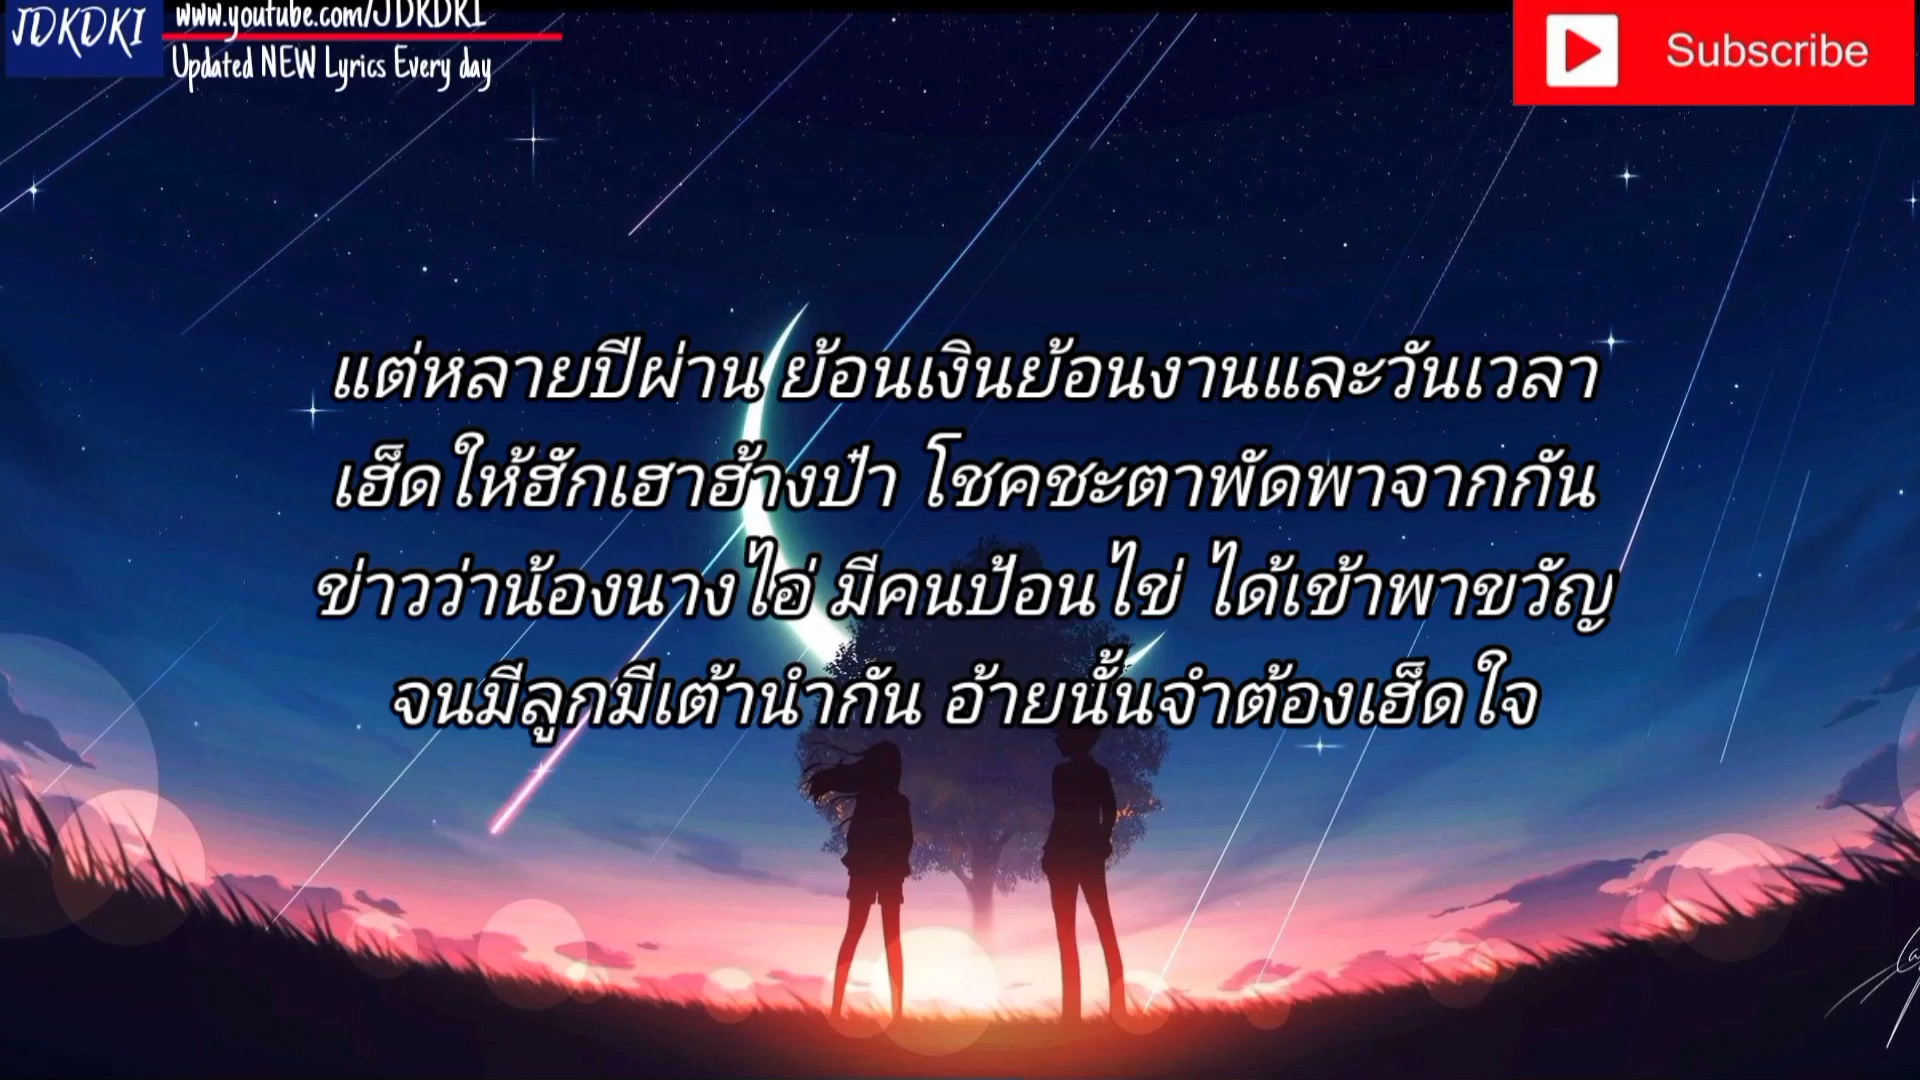 JDKDKI
www.youtube.com/JDKDKI
Updated NEW Lyrics Every day
Subscribe
แต่หลายปีผ่าน ย้อนเงินย้อนงานและวันเวลา
เฮ็ดให้ฮักเฮาฮ้างป๋า โชคชะตาพัดพาจากกัน
ข่าวว่าน้องนางไอ่ มีคนป้อนไข่ ได้เข้าพาขวัญ
จนมีลูกมีเต้านำกัน อ้ายนั้นจำต้องเฮ็ดใจ